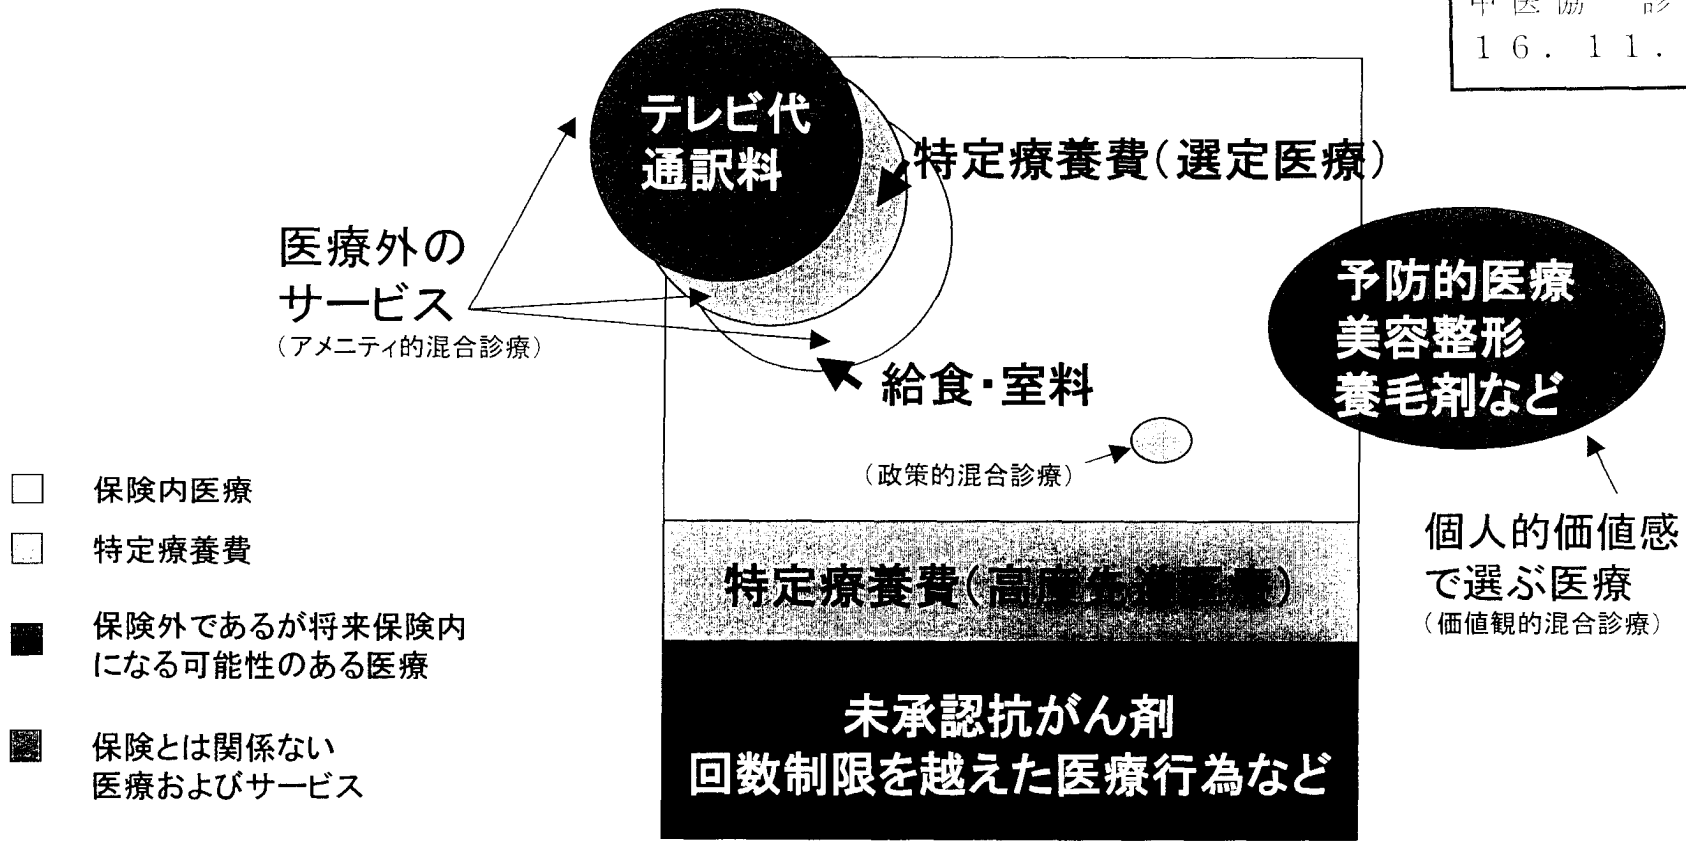 中医協 診
16.11.
テレビ代
通訳料
特定療養費(選定医療)
医療外の
サービス
(アメニティ的混合診療)
予防的医療
美容整形
養毛剤など
給食・室料
(政策的混合診療)
個人的価値感
で選ぶ医療
(価値観的混合診療)
特定療養費(高度先進医療)
未承認抗がん剤
回数制限を越えた医療行為など
保険内医療
特定療養費
保険外であるが将来保険内
になる可能性のある医療
保険とは関係ない
医療およびサービス